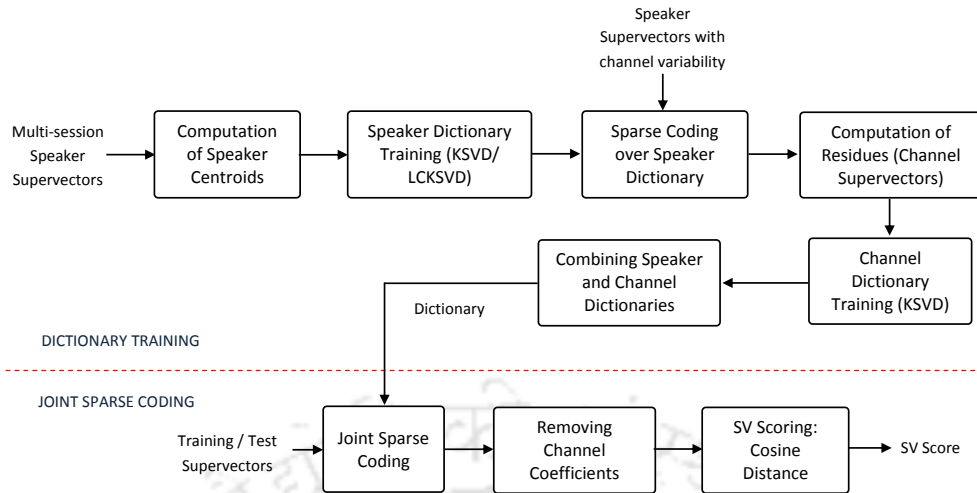 Speaker
Supervectors with
channel variability
Multi-session
Speaker
Supervectors
Computation
of Speaker
Centroids
Speaker Dictionary
Training (KSVD/
LCKSVD)
Sparse Coding
over Speaker
Dictionary
Computation of
Residues (Channel
Supervectors)
Combining Speaker
and Channel
Dictionaries
Channel
Dictionary
Training (KSVD)
Dictionary
DICTIONARY TRAINING
JOINT SPARSE CODING
Training / Test
Supervectors
Joint Sparse
Coding
Removing
Channel
Coefficients
SV Scoring:
Cosine
Distance
SV Score